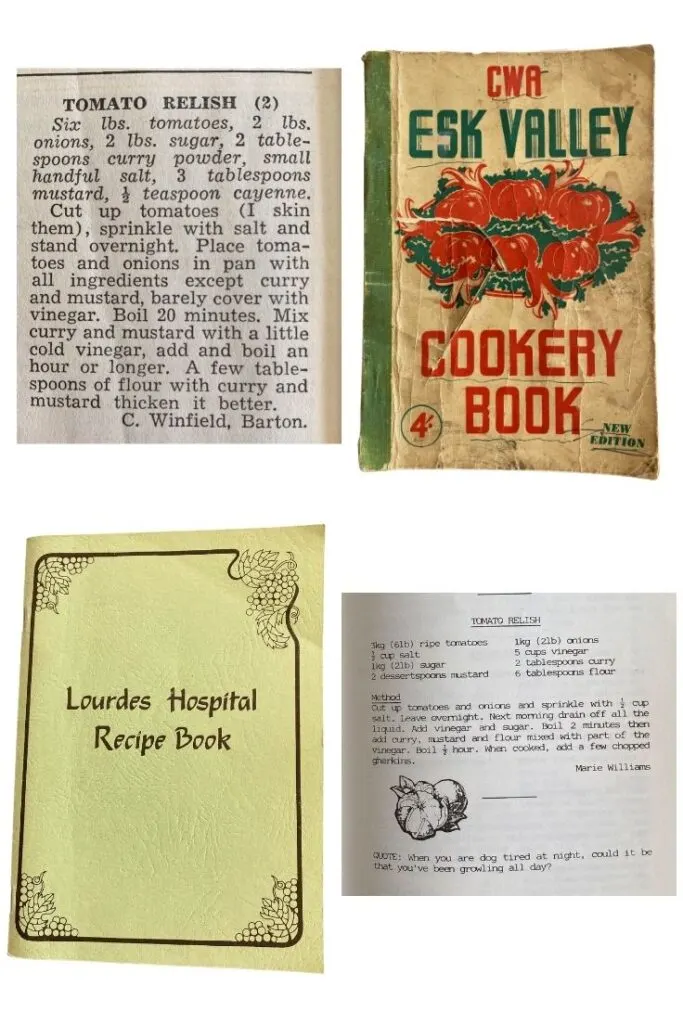 TOMATO RELISH (2)
Six lbs. tomatoes, 2 lbs.
onions, 2 lbs. sugar, 2 table-
spoons curry powder, small
handful salt, 3 tablespoons
mustard, ½ teaspoon cayenne.
Cut up tomatoes (I skin
them), sprinkle with salt and
stand overnight. Place toma-
toes and onions in pan with
all ingredients except curry
and mustard, barely cover with
vinegar. Boil 20 minutes. Mix
curry and mustard with a little
cold vinegar, add and boil an
hour or longer. A few table-
spoons of flour with curry and
mustard thicken it better.
C. Winfield, Barton.
CWA
ESK VALLEY
COOKERY
BOOK
4/-
NEW
EDITION
Lourdes Hospital
Recipe Book
TOMATO RELISH
3kg (6lb) ripe tomatoes 1kg (2lb) onions
½ cup salt 5 cups vinegar
1kg (2lb) sugar 2 tablespoons curry
2 dessertspoons mustard 6 tablespoons flour
Method
Cut up tomatoes and onions and sprinkle with ½ cup
salt. Leave overnight. Next morning drain off all the
liquid. Add vinegar and sugar. Boil 2 minutes then
add curry, mustard and flour mixed with part of the
vinegar. Boil ½ hour. When cooked, add a few chopped
gherkins.
Marie Williams
QUOTE: When you are dog tired at night, could it be
that you've been growling all day?